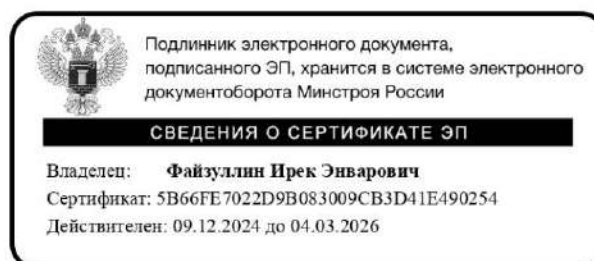 Подлинник электронного документа,
подписанного ЭП, хранится в системе электронного
документооборота Минстроя России
СВЕДЕНИЯ О СЕРТИФИКАТЕ ЭП
Владелец: Файзуллин Ирек Энварович
Сертификат: 5B66FE7022D9B083009CB3D41E490254
Действителен: 09.12.2024 до 04.03.2026